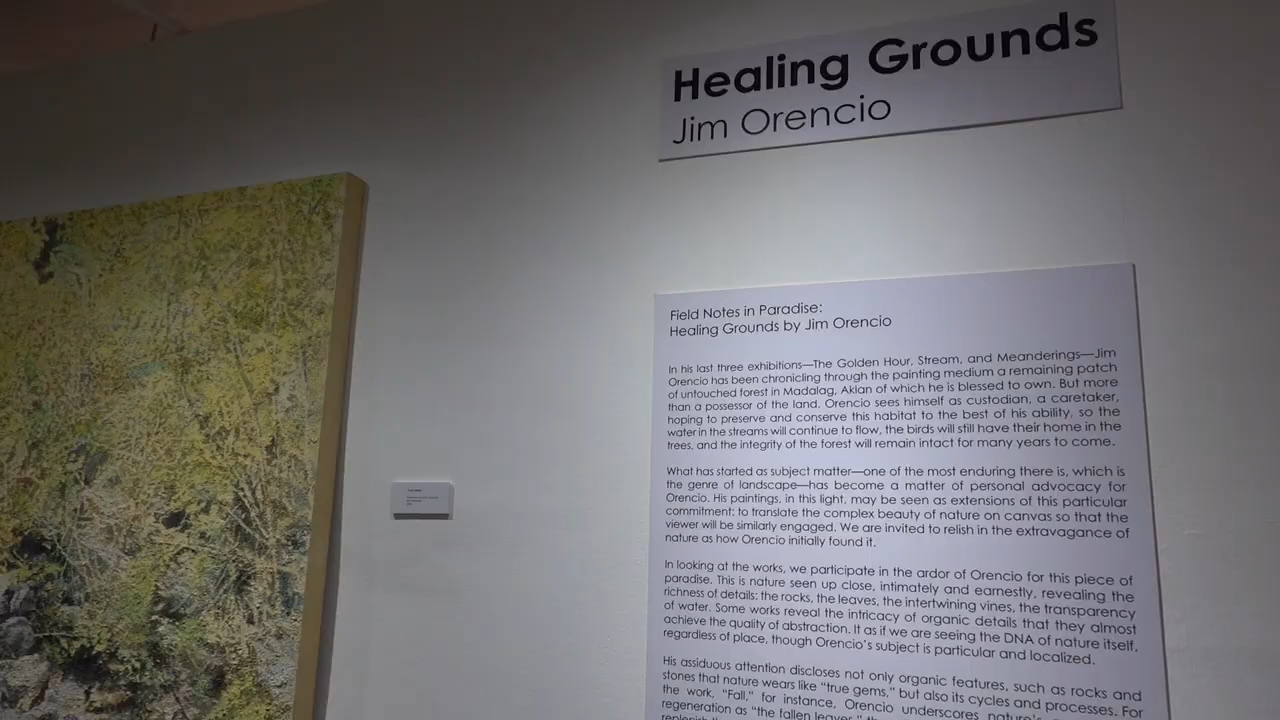 Healing Grounds
Jim Orencio
Field Notes in Paradise:
Healing Grounds by Jim Orencio
In his last three exhibitions—The Golden Hour, Stream, and Meanderings—Jim
Orencio has been chronicling through the painting medium a remaining patch
of untouched forest in Madalag, Aklan of which he is blessed to own. But more
than a possessor of the land, Orencio sees himself as custodian, a caretaker,
hoping to preserve and conserve this habitat to the best of his ability, so the
water in the streams will continue to flow, the birds will still have their home in the
trees, and the integrity of the forest will remain intact for many years to come.
What has started as subject matter—one of the most enduring there is, which is
the genre of landscape—has become a matter of personal advocacy for
Orencio. His paintings, in this light, may be seen as extensions of this particular
commitment: to translate the complex beauty of nature on canvas so that the
viewer will be similarly engaged. We are invited to relish in the extravagance of
nature as how Orencio initially found it.
In looking at the works, we participate in the ardor of Orencio for this piece of
paradise. This is nature seen up close, intimately and earnestly, revealing the
richness of details: the rocks, the leaves, the intertwining vines, the transparency
of water. Some works reveal the intricacy of organic details that they almost
achieve the quality of abstraction. It as if we are seeing the DNA of nature itself,
regardless of place, though Orencio's subject is particular and localized.
His assiduous attention discloses not only organic features, such as rocks and
stones that nature wears like "true gems," but also its cycles and processes. For
the work, "Fall," for instance, Orencio underscores nature's
regeneration as "the fallen leaves,"